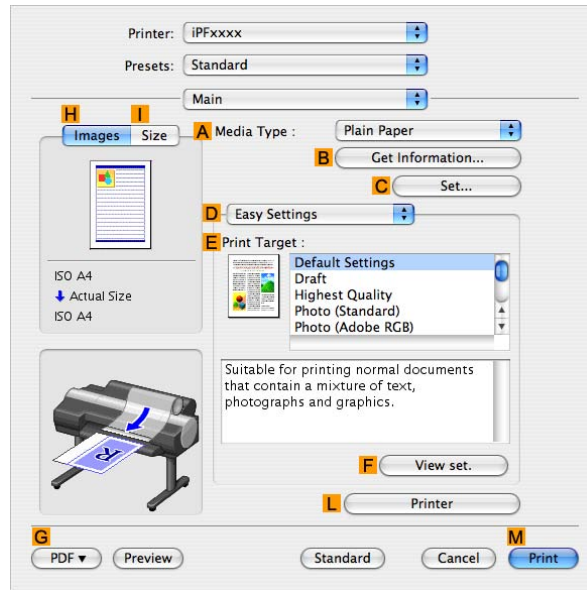 Printer: iPFxxxx
Presets: Standard
Main
H I
Images Size
A Media Type : Plain Paper
B Get Information...
C Set...
D Easy Settings
E Print Target :
Default Settings
Draft
Highest Quality
Photo (Standard)
Photo (Adobe RGB)
ISO A4
Actual Size
ISO A4
Suitable for printing normal documents
that contain a mixture of text,
photographs and graphics.
R
F View set.
L Printer
G M
PDF ▼ Preview Standard Cancel Print